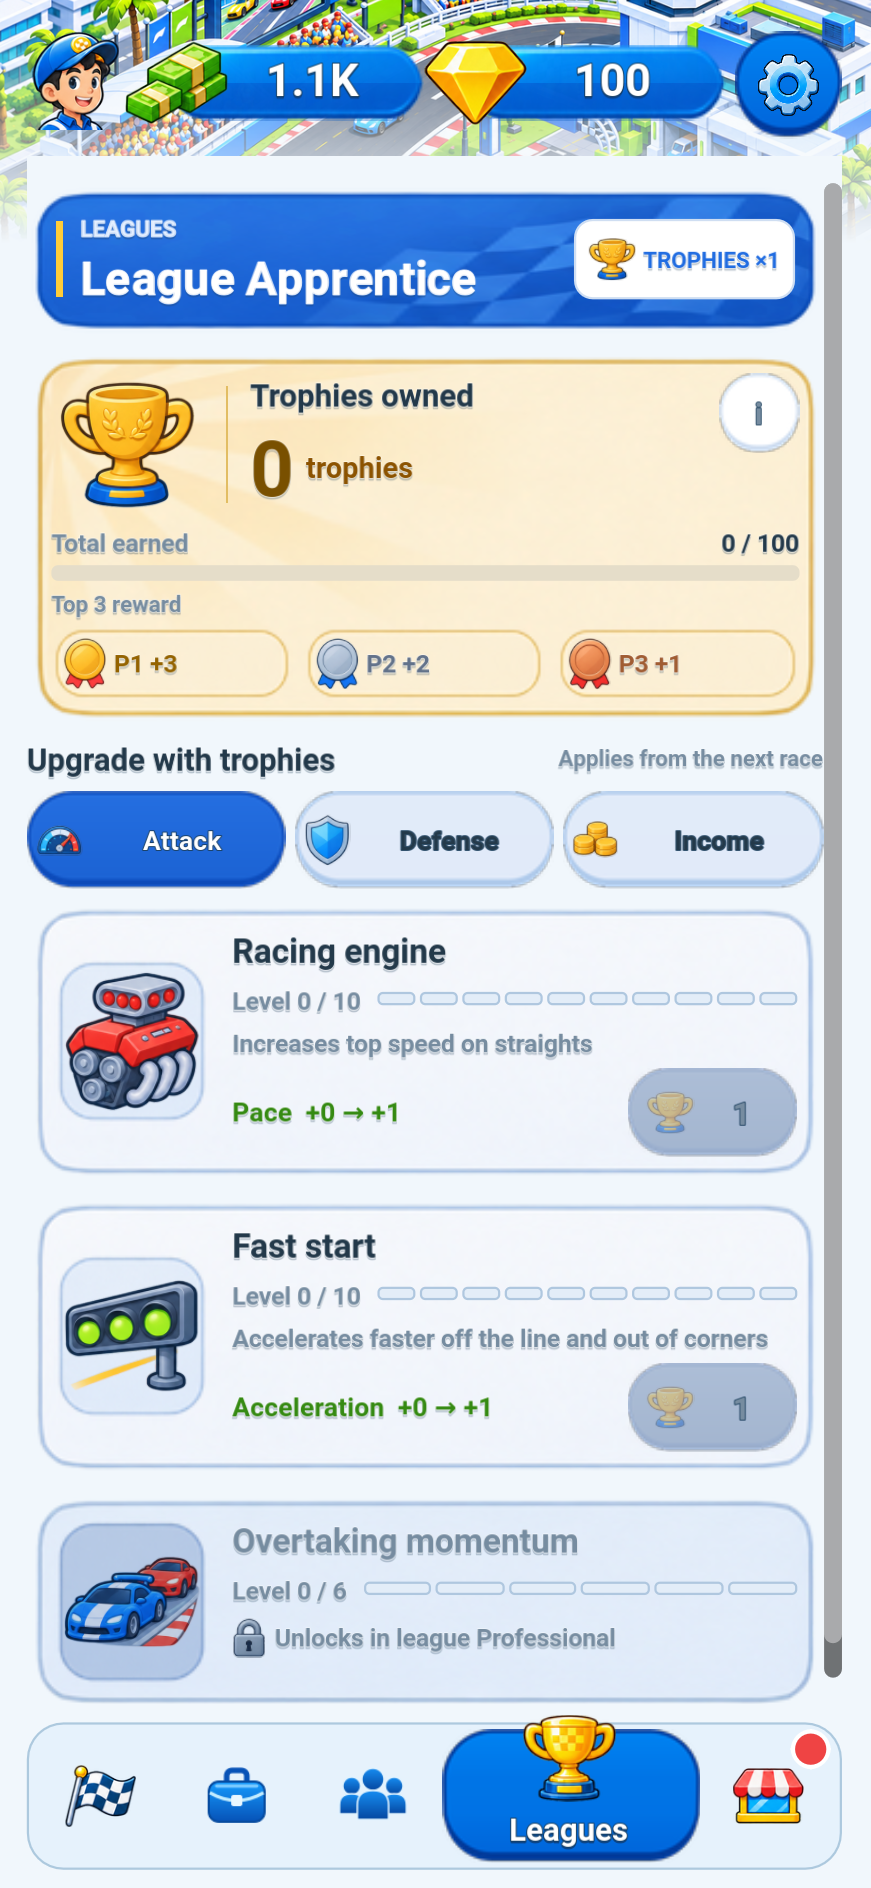 1.1K
100
LEAGUES
League Apprentice
TROPHIES ×1
Trophies owned
i
0 trophies
Total earned
0 / 100
Top 3 reward
P1 +3
P2 +2
P3 +1
Upgrade with trophies
Applies from the next race
Attack
Defense
Income
Racing engine
Level 0 / 10
Increases top speed on straights
Pace +0 → +1
1
Fast start
Level 0 / 10
Accelerates faster off the line and out of corners
Acceleration +0 → +1
1
Overtaking momentum
Level 0 / 6
Unlocks in league Professional
Leagues